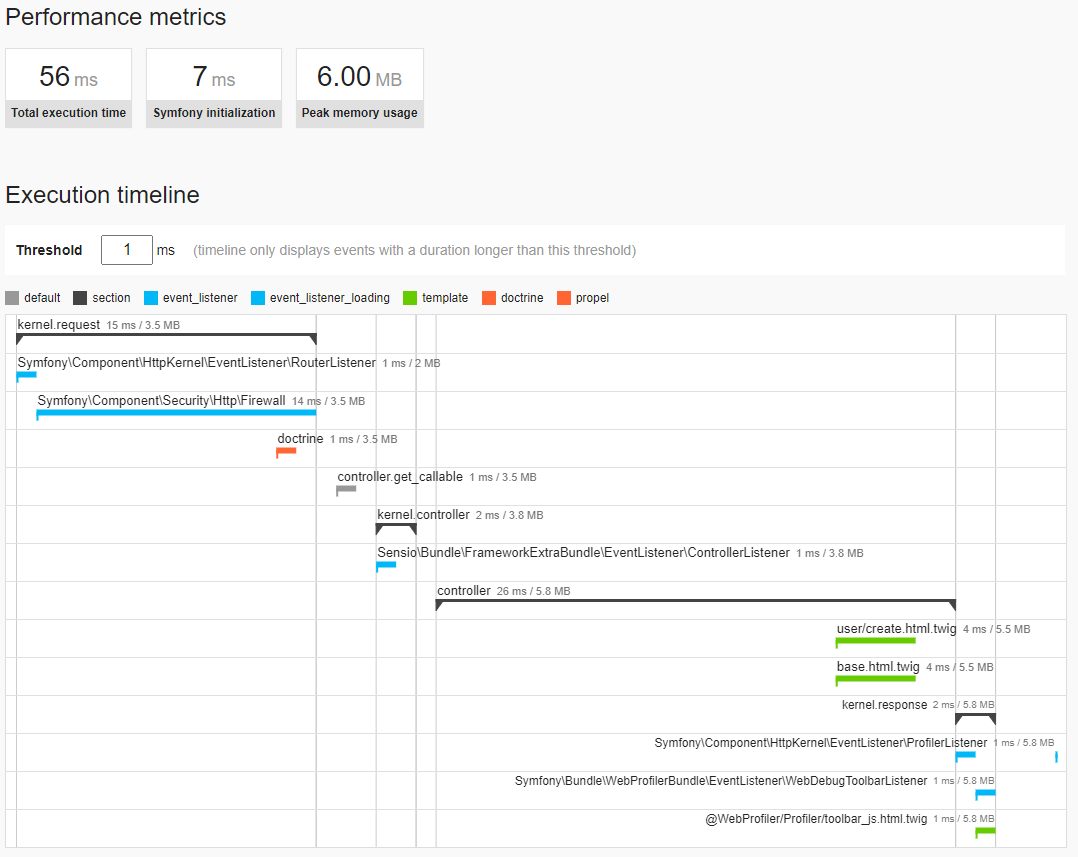 Performance metrics
56 ms 7 ms 6.00 MB
Total execution time Symfony initialization Peak memory usage
Execution timeline
Threshold 1 ms (timeline only displays events with a duration longer than this threshold)
default section event_listener event_listener_loading template doctrine propel
kernel.request 15 ms / 3.5 MB
Symfony\Component\HttpKernel\EventListener\RouterListener 1 ms / 2 MB
Symfony\Component\Security\Http\Firewall 14 ms / 3.5 MB
doctrine 1 ms / 3.5 MB
controller.get_callable 1 ms / 3.5 MB
kernel.controller 2 ms / 3.8 MB
Sensio\Bundle\FrameworkExtraBundle\EventListener\ControllerListener 1 ms / 3.8 MB
controller 26 ms / 5.8 MB
user/create.html.twig 4 ms / 5.5 MB
base.html.twig 4 ms / 5.5 MB
kernel.response 2 ms / 5.8 MB
Symfony\Component\HttpKernel\EventListener\ProfilerListener 1 ms / 5.8 MB
Symfony\Bundle\WebProfilerBundle\EventListener\WebDebugToolbarListener 1 ms / 5.8 MB
@WebProfiler/Profiler/toolbar_js.html.twig 1 ms / 5.8 MB